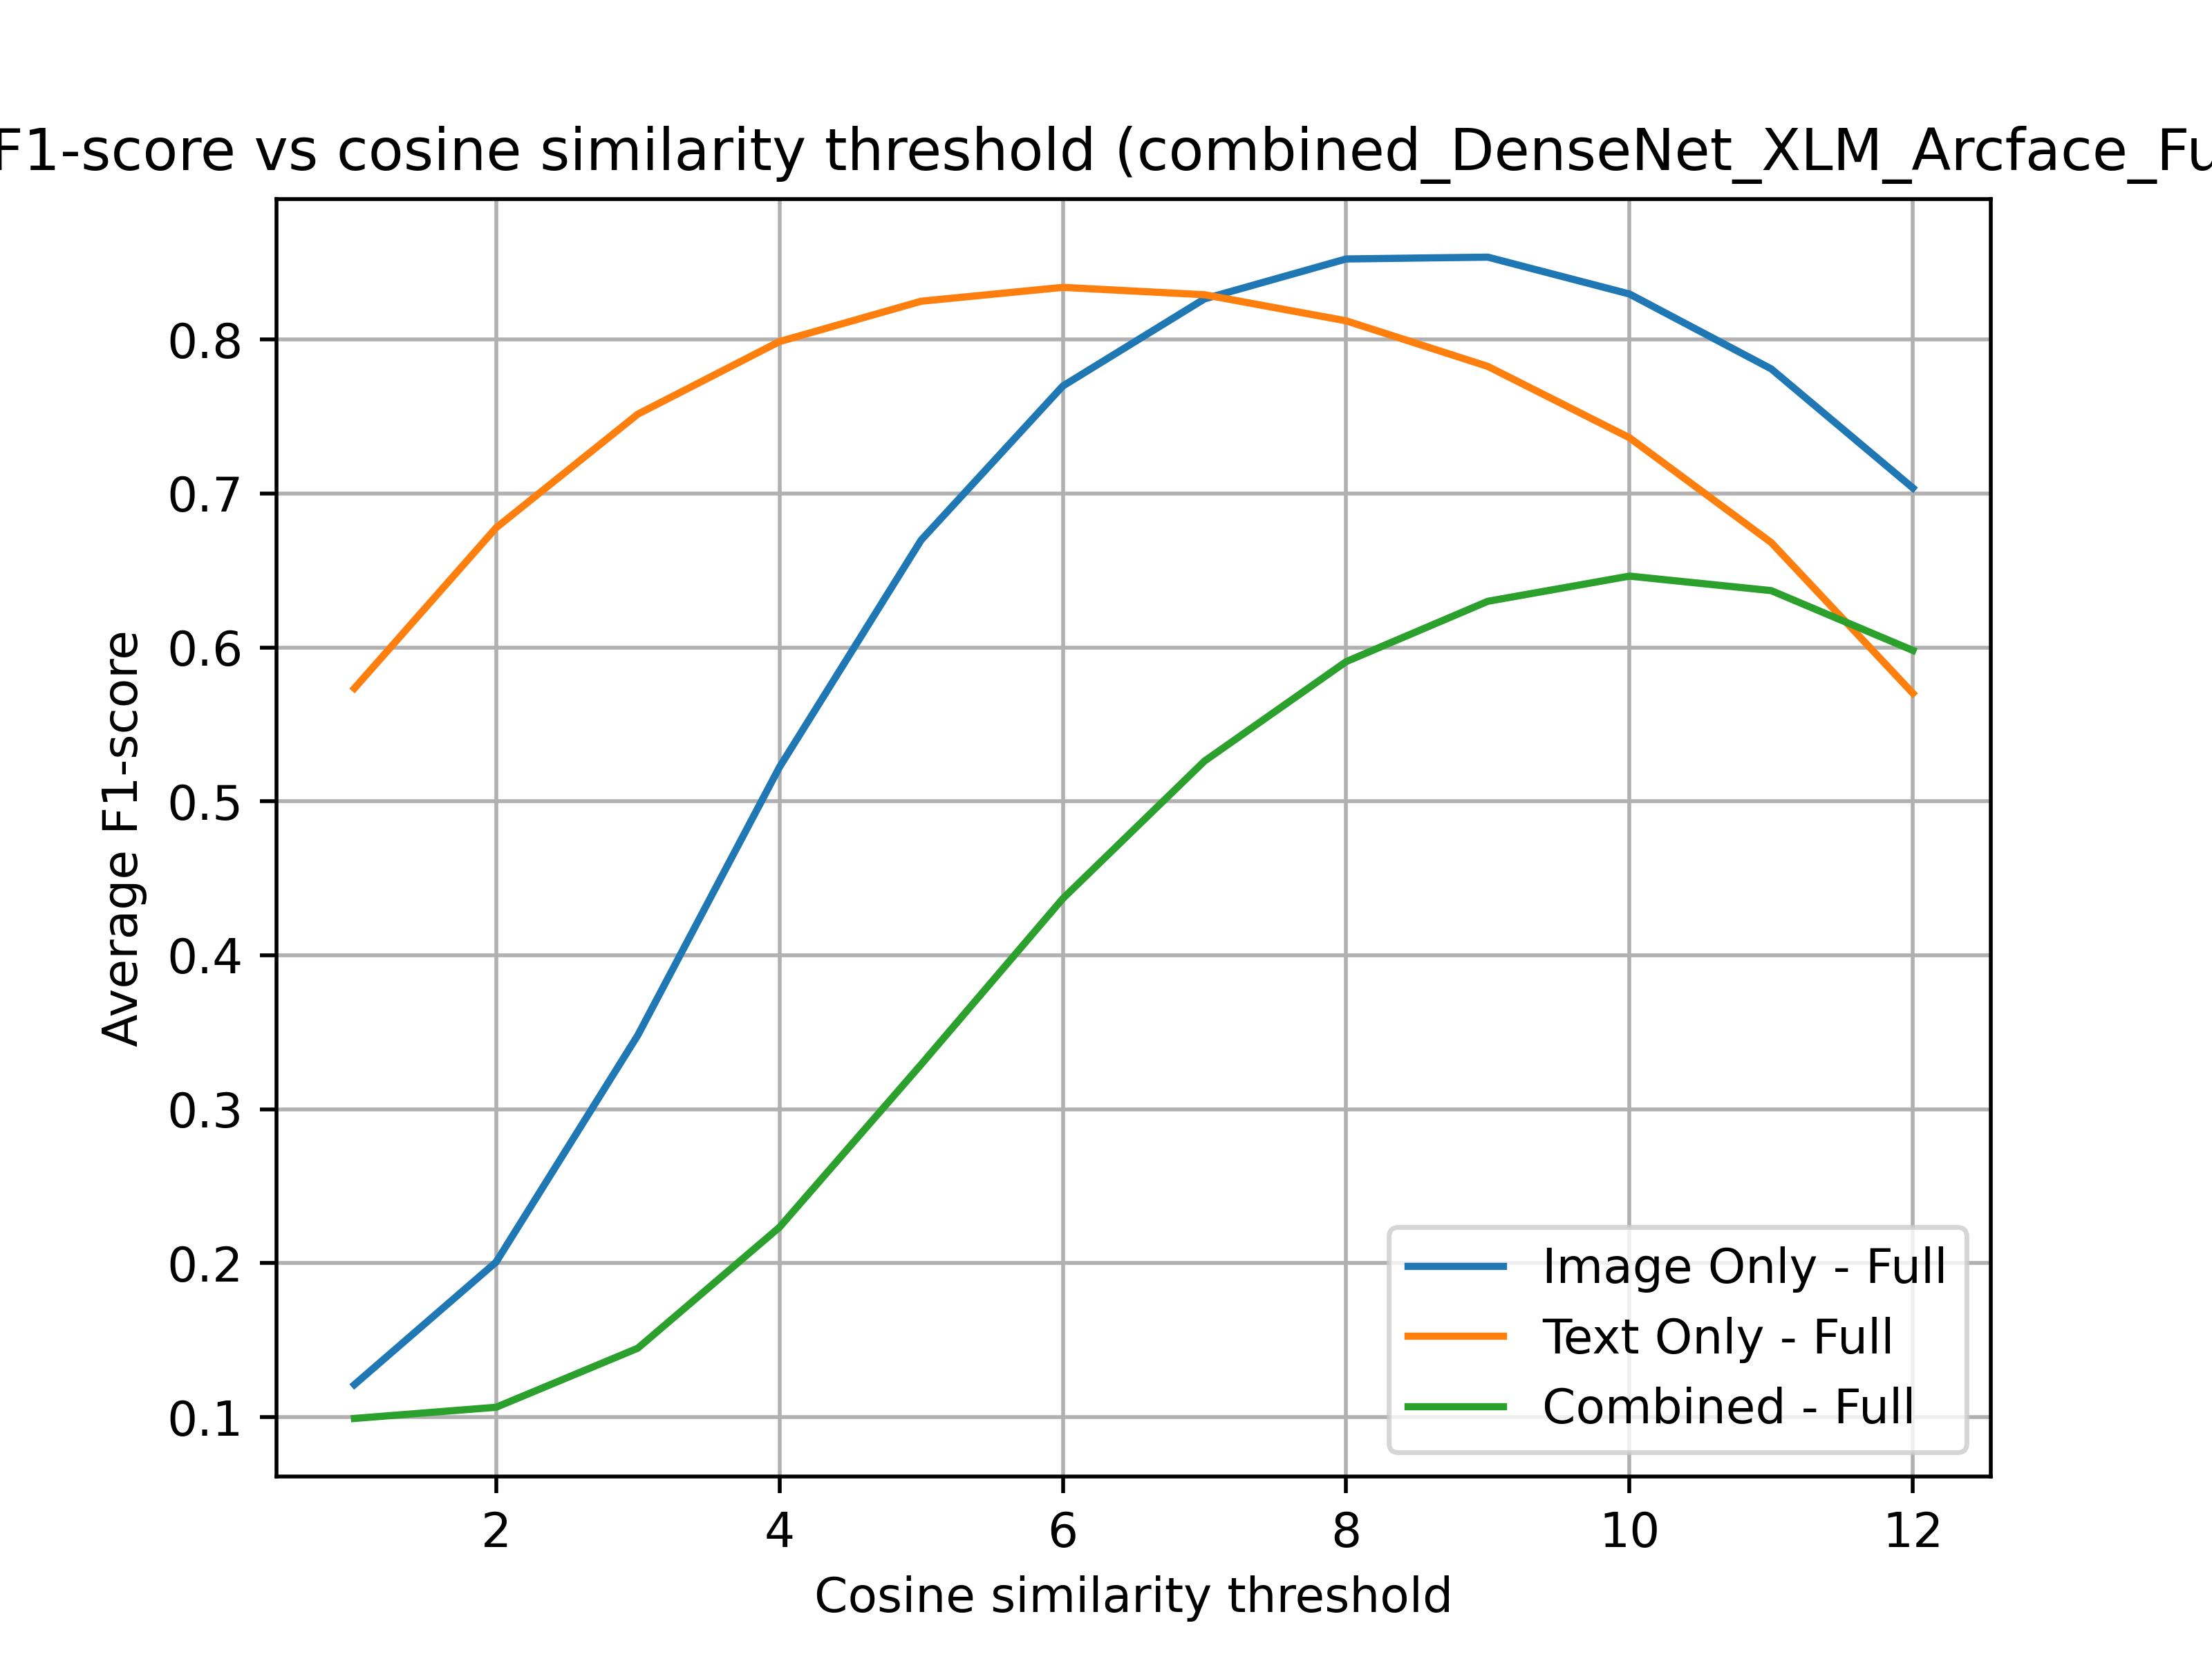 F1-score vs cosine similarity threshold (combined_DenseNet_XLM_Arcface_Fu
0.8
0.7
0.6
0.5
0.4
0.3
0.2
0.1
Average F1-score
Image Only - Full
Text Only - Full
Combined - Full
2 4 6 8 10 12
Cosine similarity threshold